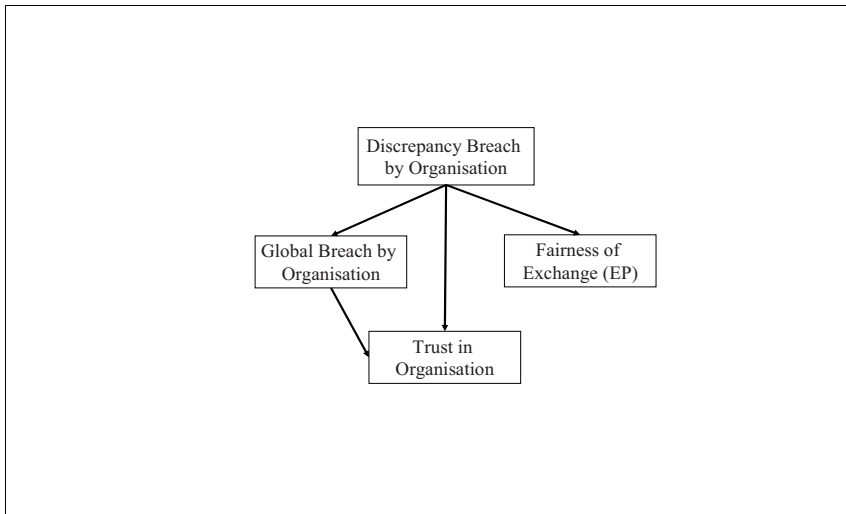 Discrepancy Breach
by Organisation
Global Breach by
Organisation
Fairness of
Exchange (EP)
Trust in
Organisation